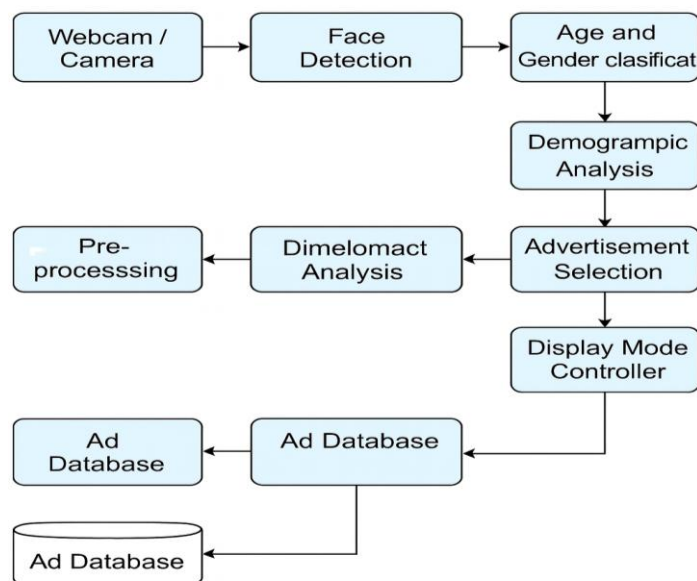 Webcam /
Camera
Face
Detection
Age and
Gender clasificat
Demogrampic
Analysis
Pre-
processsing
Dimelomact
Analysis
Advertisement
Selection
Display Mode
Controller
Ad
Database
Ad Database
Ad Database